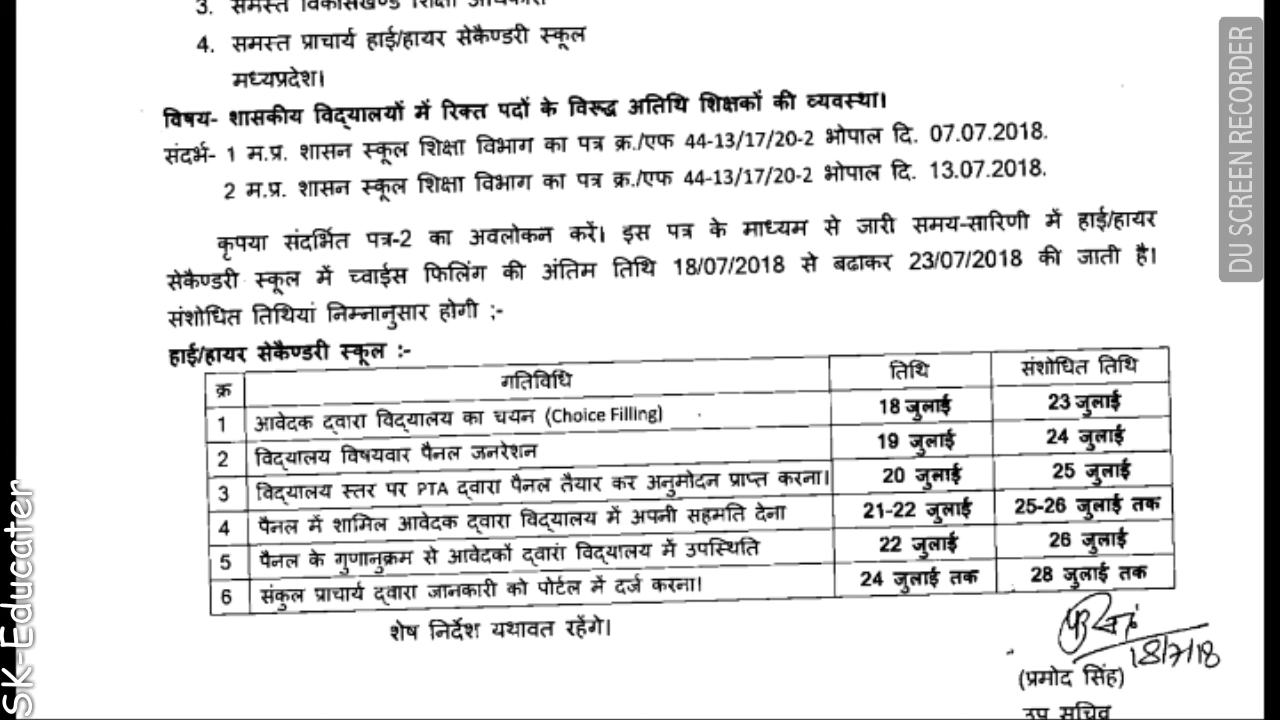 3. समस्त विकासखण्ड शिक्षा अधिकारी
4. समस्त प्राचार्य हाई/हायर सेकैण्डरी स्कूल
मध्यप्रदेश।
विषय- शासकीय विद्यालयों में रिक्त पदों के विरूद्ध अतिथि शिक्षकों की व्यवस्था।
संदर्भ- 1 म.प्र. शासन स्कूल शिक्षा विभाग का पत्र क्र./एफ 44-13/17/20-2 भोपाल दि. 07.07.2018.
2 म.प्र. शासन स्कूल शिक्षा विभाग का पत्र क्र./एफ 44-13/17/20-2 भोपाल दि. 13.07.2018.
कृपया संदर्भित पत्र-2 का अवलोकन करें। इस पत्र के माध्यम से जारी समय-सारिणी में हाई/हायर
सेकैण्डरी स्कूल में च्वाईस फिलिंग की अंतिम तिथि 18/07/2018 से बढाकर 23/07/2018 की जाती है।
संशोधित तिथियां निम्नानुसार होगी ;-
हाई/हायर सेकैण्डरी स्कूल :-
क्र गतिविधि तिथि संशोधित तिथि
1 आवेदक द्वारा विद्यालय का चयन (Choice Filling) 18 जुलाई 23 जुलाई
2 विद्यालय विषयवार पैनल जनरेशन 19 जुलाई 24 जुलाई
3 विद्यालय स्तर पर PTA द्वारा पैनल तैयार कर अनुमोदन प्राप्त करना। 20 जुलाई 25 जुलाई
4 पैनल में शामिल आवेदक द्वारा विद्यालय में अपनी सहमति देना 21-22 जुलाई 25-26 जुलाई तक
5 पैनल के गुणानुक्रम से आवेदकों द्वारा विद्यालय में उपस्थिति 22 जुलाई 26 जुलाई
6 संकुल प्राचार्य द्वारा जानकारी को पोर्टल में दर्ज करना। 24 जुलाई तक 28 जुलाई तक
शेष निर्देश यथावत रहेंगे।
18/7/18
(प्रमोद सिंह)
उप सचिव
DU SCREEN RECORDER
SK-Educater